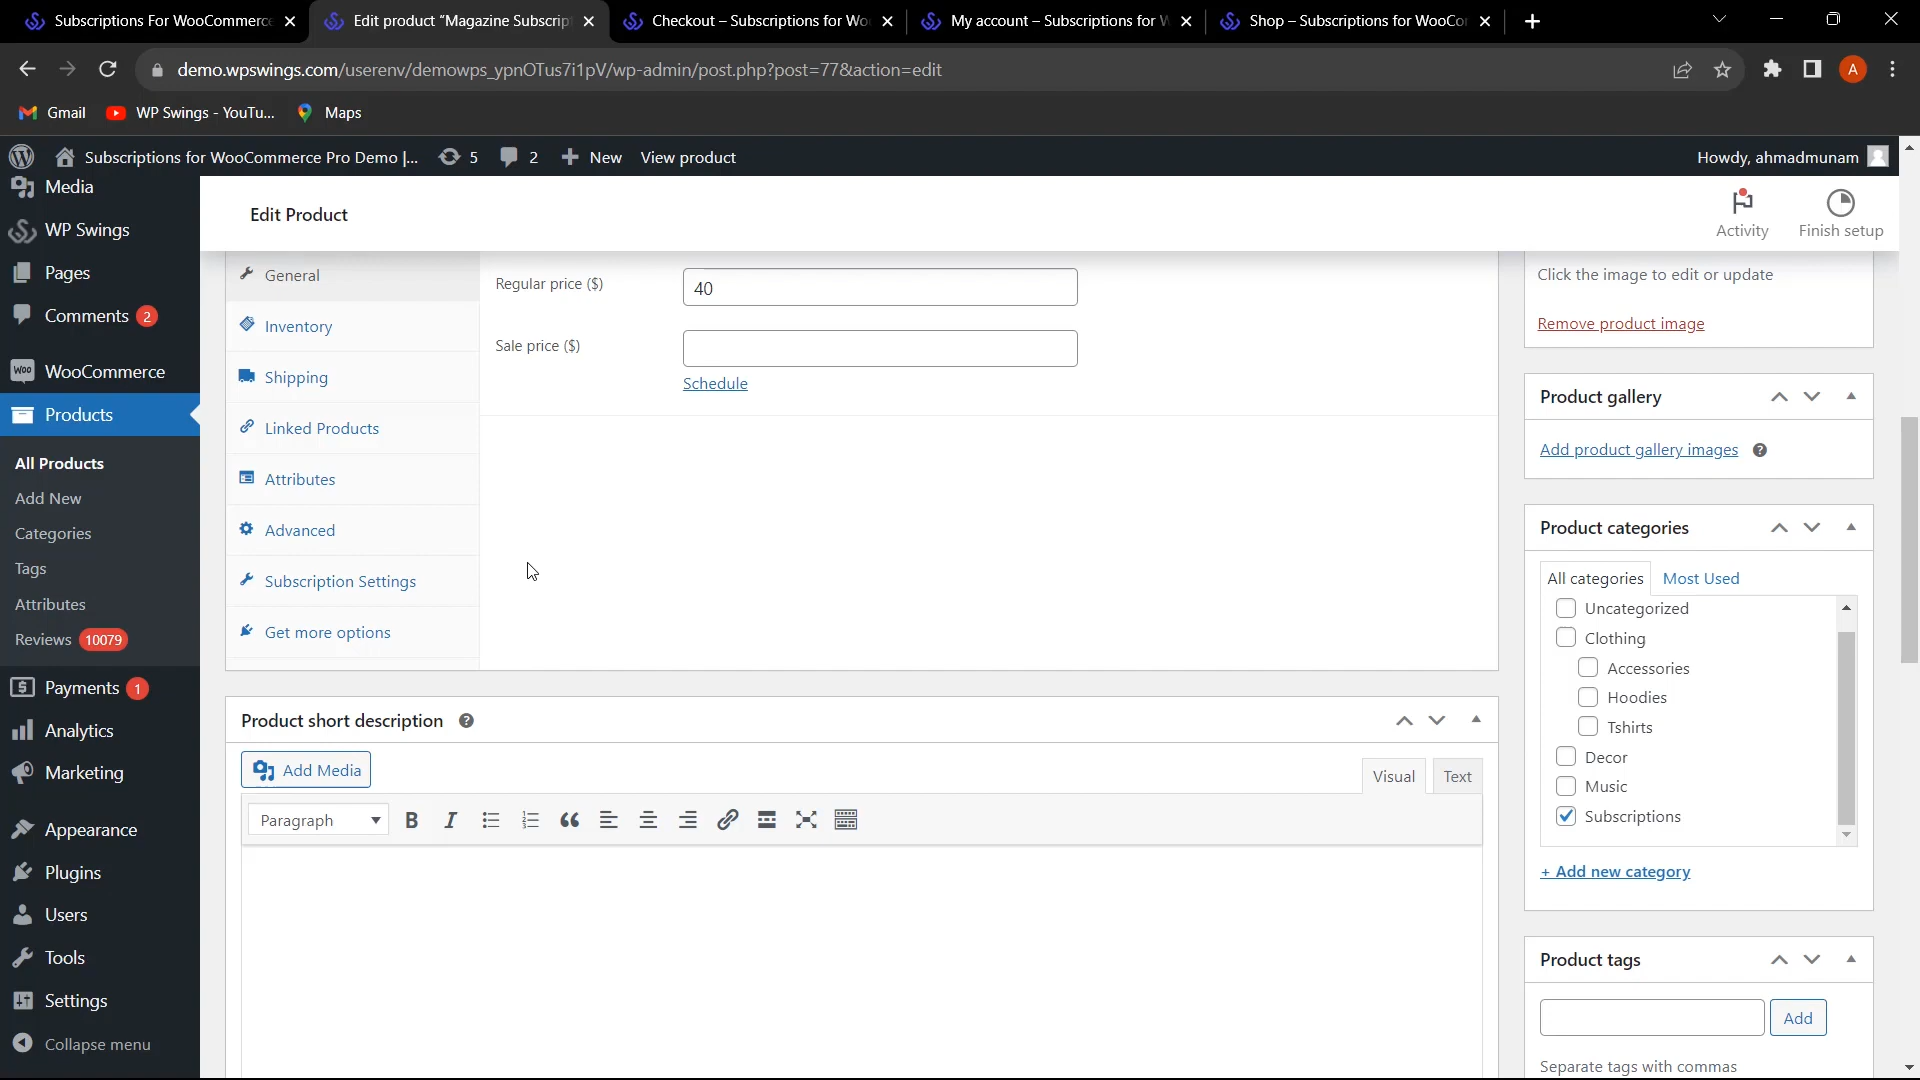 Subscriptions For WooCommerce
Edit product "Magazine Subscript
Checkout – Subscriptions for Wo
My account – Subscriptions for W
Shop – Subscriptions for WooCor
demo.wpswings.com/userenv/demowps_ypnOTus7i1pV/wp-admin/post.php?post=77&action=edit
A
Gmail
WP Swings - YouTu...
Maps
Subscriptions for WooCommerce Pro Demo |...
5
2
New
View product
Howdy, ahmadmunam
Media
WP Swings
Pages
Comments 2
WooCommerce
Products
All Products
Add New
Categories
Tags
Attributes
Reviews 10079
Payments 1
Analytics
Marketing
Appearance
Plugins
Users
Tools
Settings
Collapse menu
Edit Product
Activity
Finish setup
General
Inventory
Shipping
Linked Products
Attributes
Advanced
Subscription Settings
Get more options
Regular price ($)
40
Sale price ($)
Schedule
Product short description
Add Media
Visual
Text
Paragraph
Click the image to edit or update
Remove product image
Product gallery
Add product gallery images
Product categories
All categories
Most Used
Uncategorized
Clothing
Accessories
Hoodies
Tshirts
Decor
Music
Subscriptions
+ Add new category
Product tags
Add
Separate tags with commas